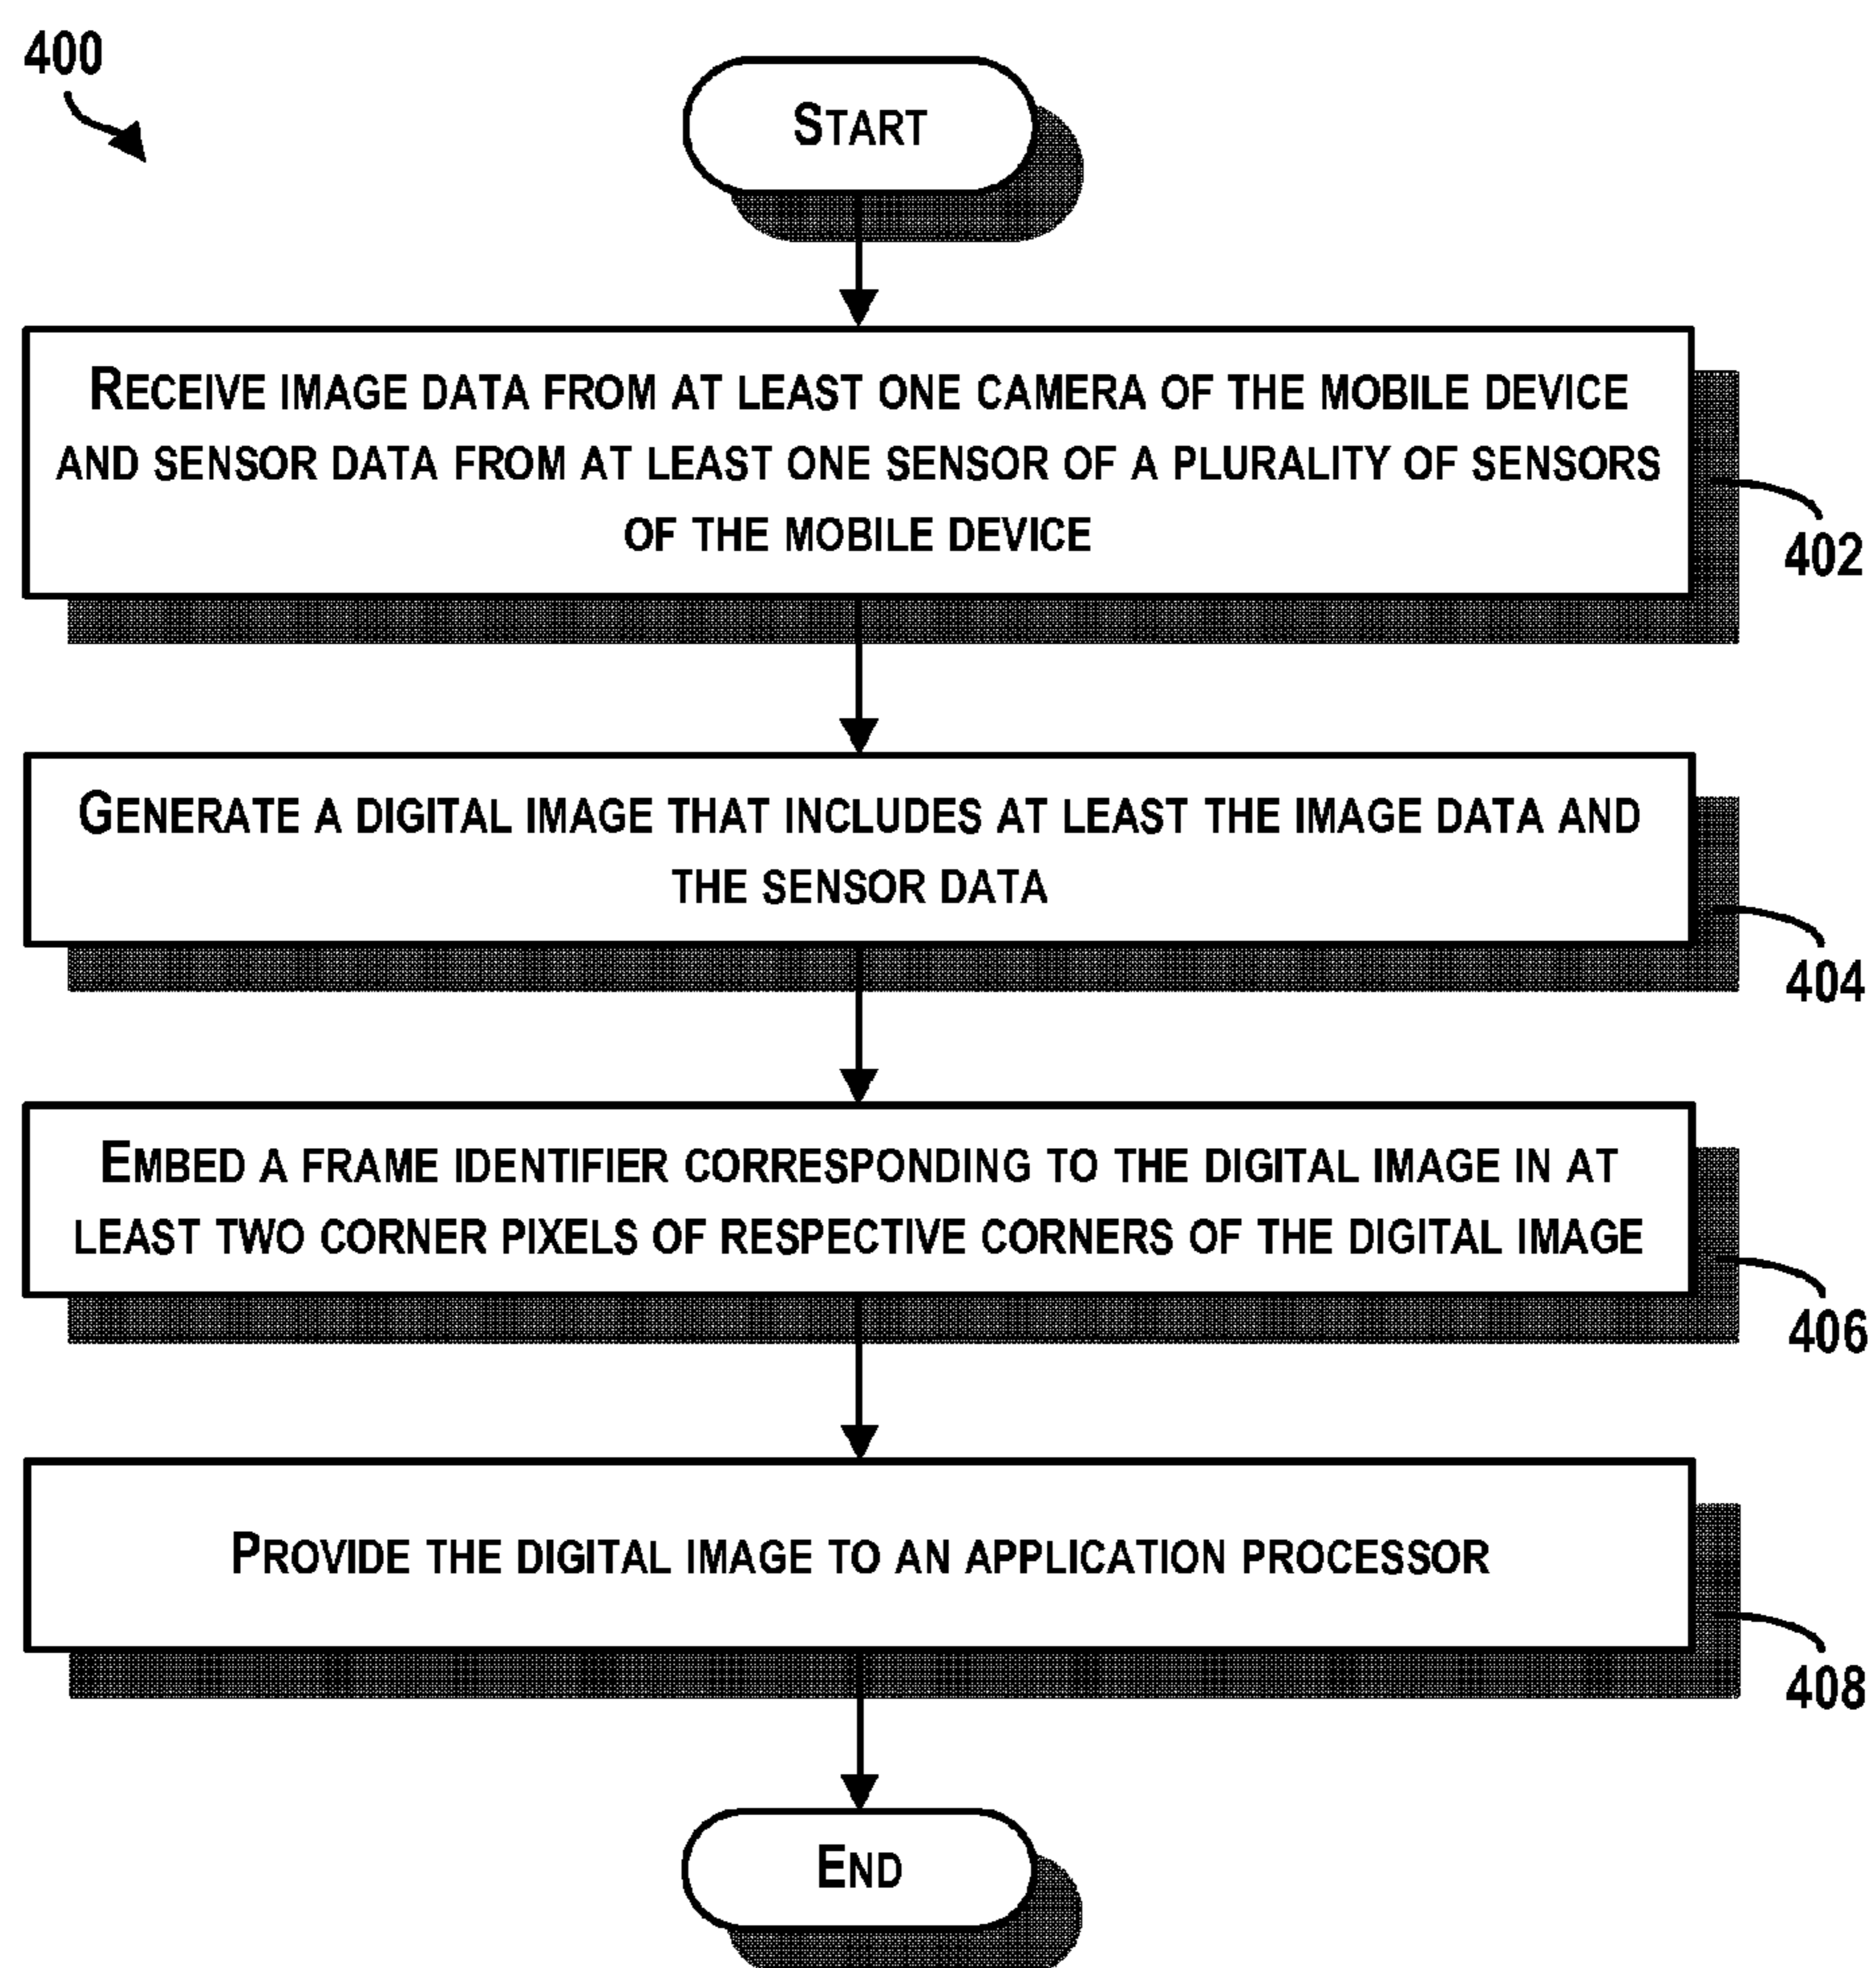 400
START
RECEIVE IMAGE DATA FROM AT LEAST ONE CAMERA OF THE MOBILE DEVICE
AND SENSOR DATA FROM AT LEAST ONE SENSOR OF A PLURALITY OF SENSORS
OF THE MOBILE DEVICE
402
GENERATE A DIGITAL IMAGE THAT INCLUDES AT LEAST THE IMAGE DATA AND
THE SENSOR DATA
404
EMBED A FRAME IDENTIFIER CORRESPONDING TO THE DIGITAL IMAGE IN AT
LEAST TWO CORNER PIXELS OF RESPECTIVE CORNERS OF THE DIGITAL IMAGE
406
PROVIDE THE DIGITAL IMAGE TO AN APPLICATION PROCESSOR
408
END